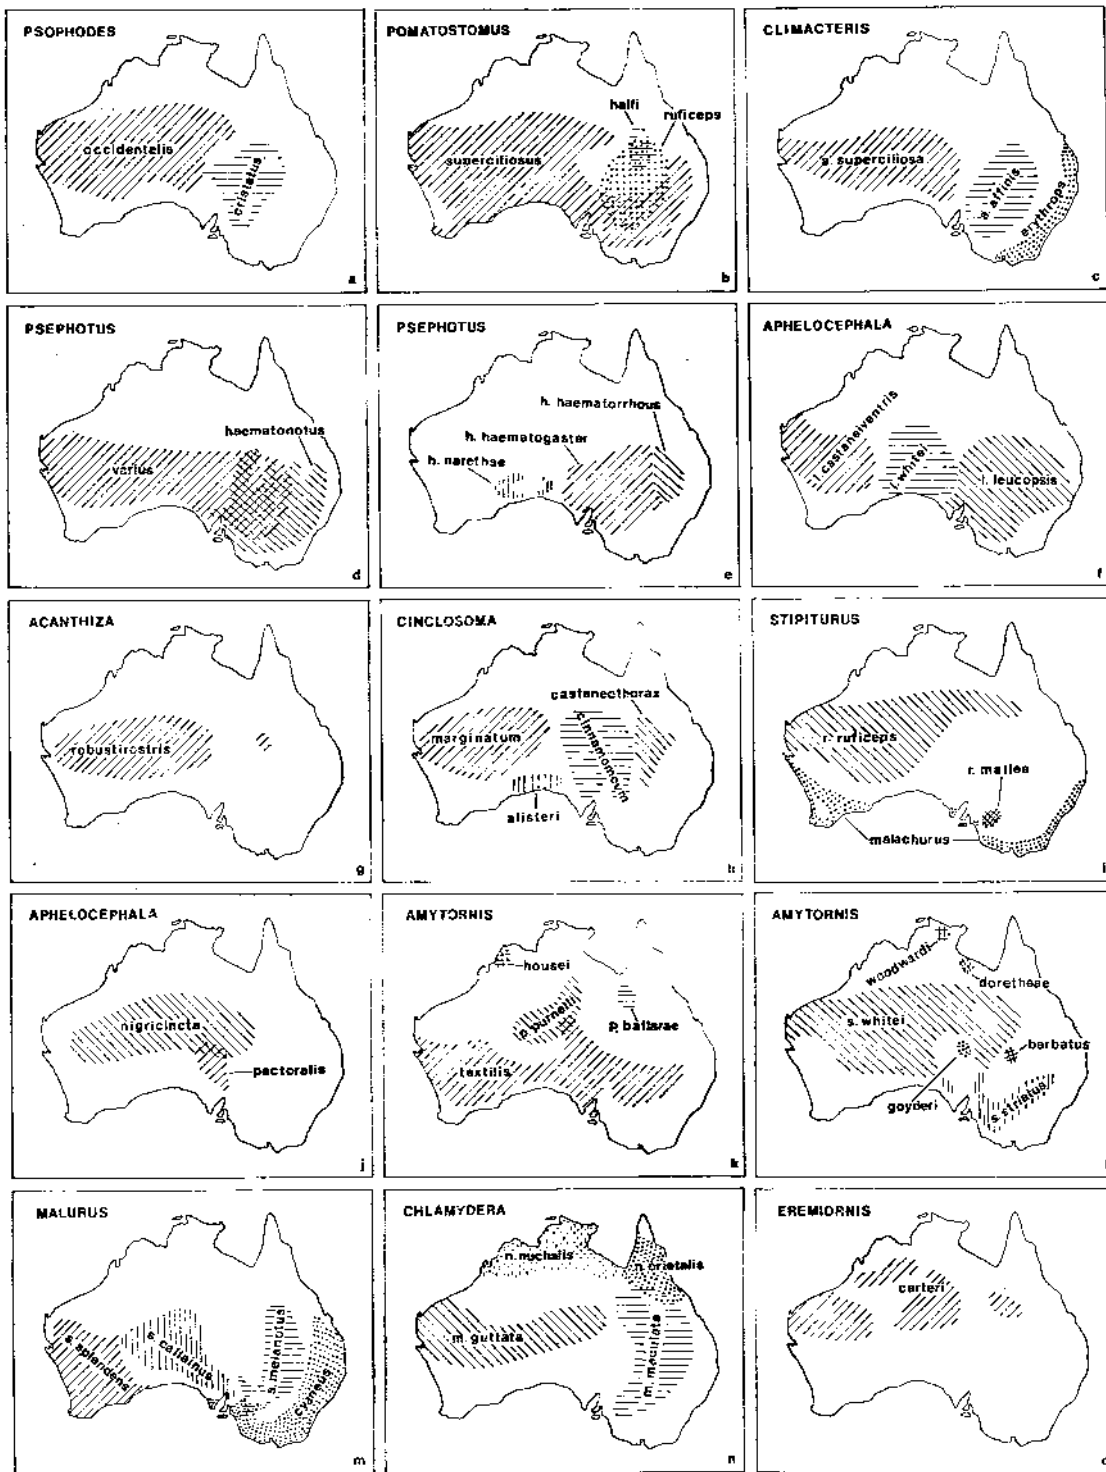 PSOPHODES
occidentalis
cristatus
a
POMATOSTOMUS
halli
ruficeps
superciliosus
b
CLIMACTERIS
a. superciliosa
a. affinis
erythrops
c
PSEPHOTUS
haematonotus
varius
d
PSEPHOTUS
h. haematorrhous
h. haematogaster
h. narethae
e
APHELOCEPHALA
l. castaneiventris
l. whitei
l. leucopsis
f
ACANTHIZA
robustirostris
g
CINCLOSOMA
castaneothorax
marginatum
cinnamomeum
alisteri
h
STIPITURUS
r. ruficeps
r. mallee
malachurus
i
APHELOCEPHALA
nigricincta
pectoralis
j
AMYTORNIS
housei
p. purnelli
p. ballarae
textilis
k
AMYTORNIS
woodwardi
dorotheae
s. whitei
barbatus
goyderi
s. striatus
l
MALURUS
s. splendens
s. callainus
s. melanotus
cyaneus
m
CHLAMYDERA
n. nuchalis
n. orietalis
m. guttata
m. maculata
n
EREMIORNIS
carteri
o